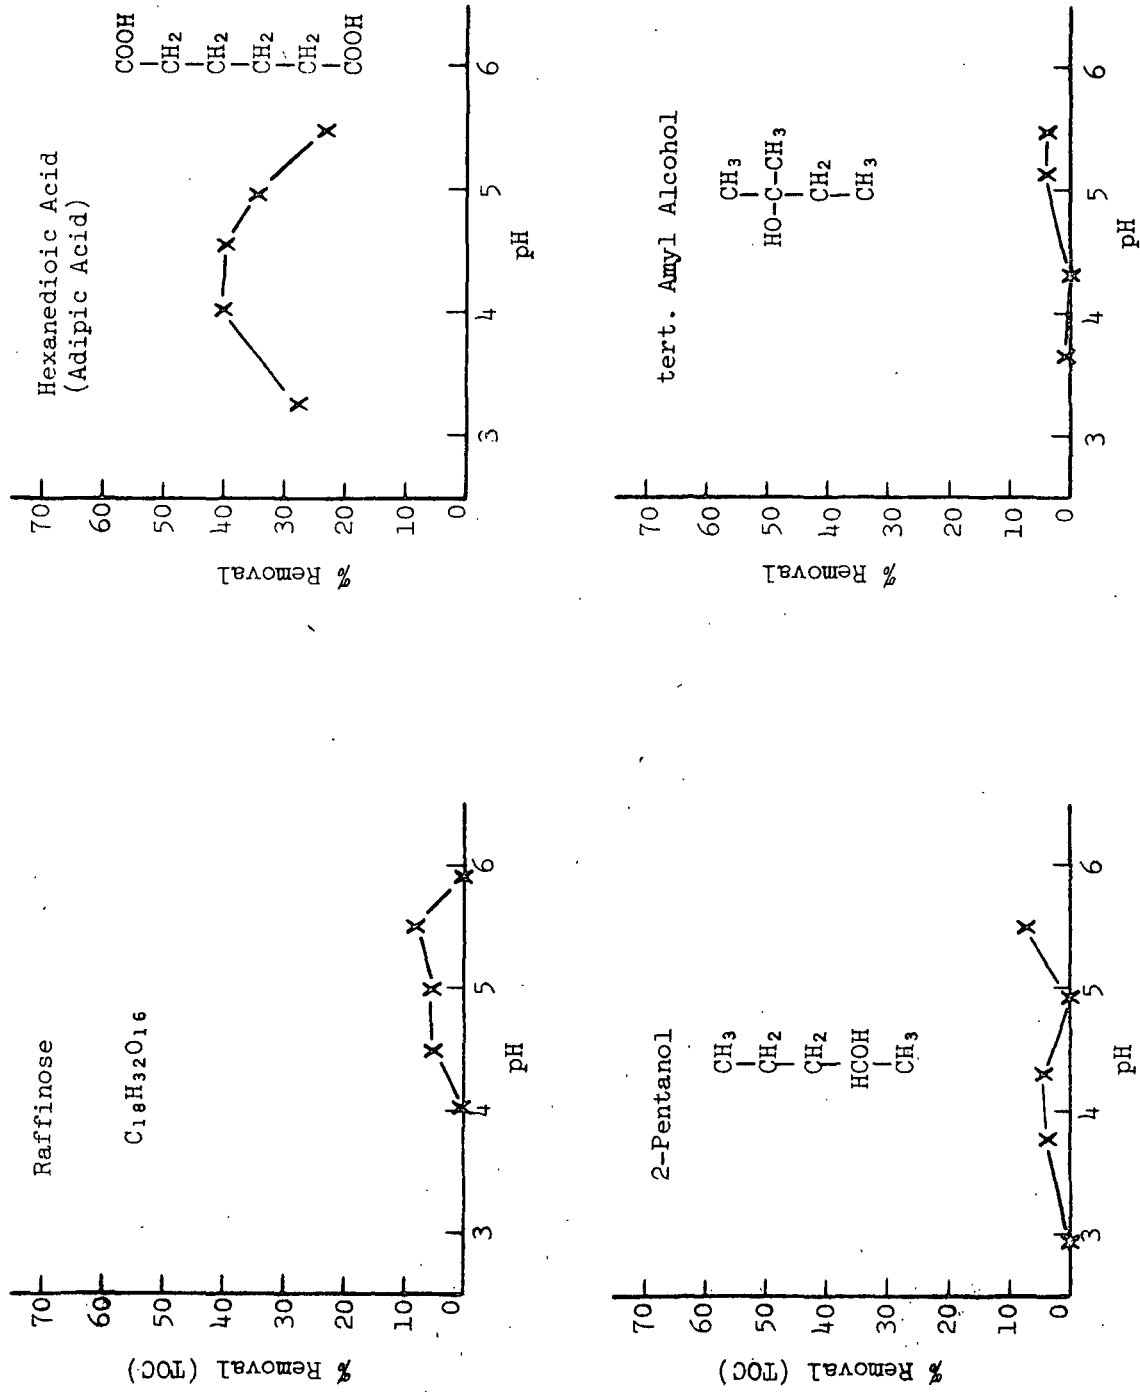 Raffinose
C₁₈H₃₂O₁₆
% Removal (TOC)
70
60
50
40
30
20
10
0
3 4 5 6
pH
Hexanedioic Acid
(Adipic Acid)
COOH
CH₂
CH₂
CH₂
CH₂
COOH
% Removal
70
60
50
40
30
20
10
0
3 4 5 6
pH
2-Pentanol
CH₃
CH₂
CH₂
HCOH
CH₃
% Removal (TOC)
70
60
50
40
30
20
10
0
3 4 5 6
pH
tert. Amyl Alcohol
CH₃
HO-C-CH₃
CH₂
CH₃
% Removal
70
60
50
40
30
20
10
0
3 4 5 6
pH